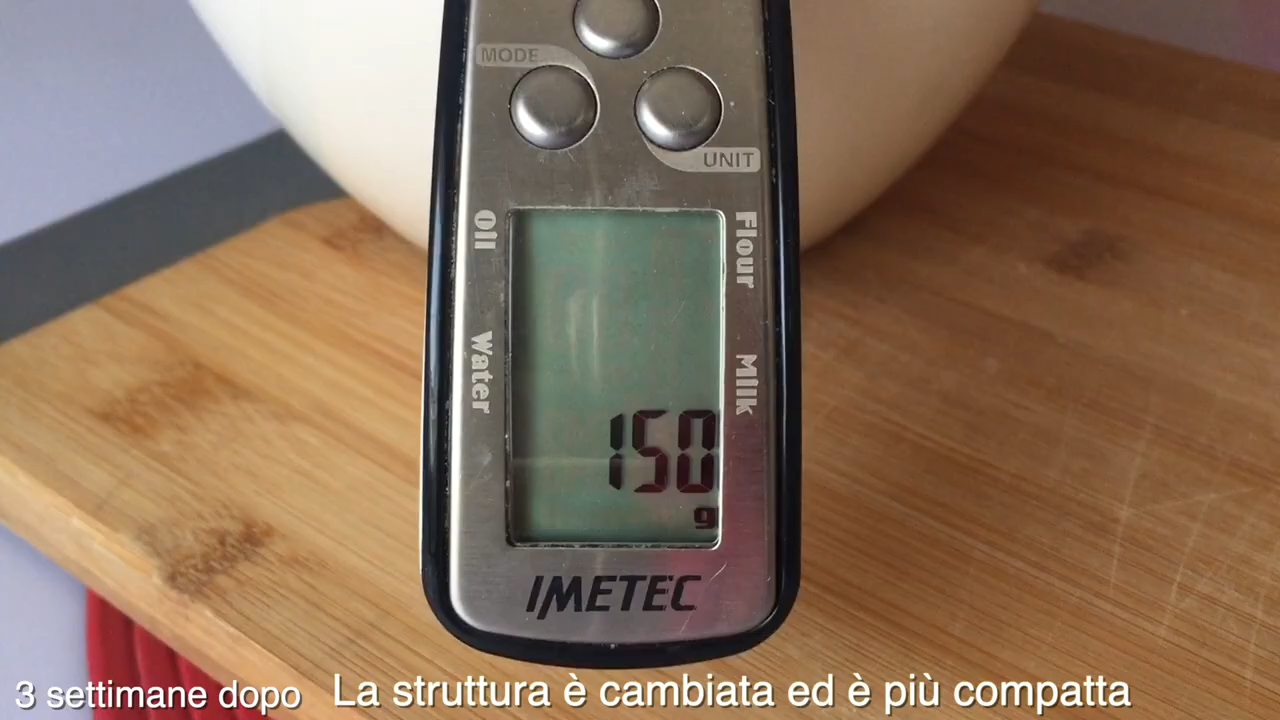 MODE
UNIT
Oil
Flour
Water
Milk
150
g
IMETEC
3 settimane dopo La struttura è cambiata ed è più compatta